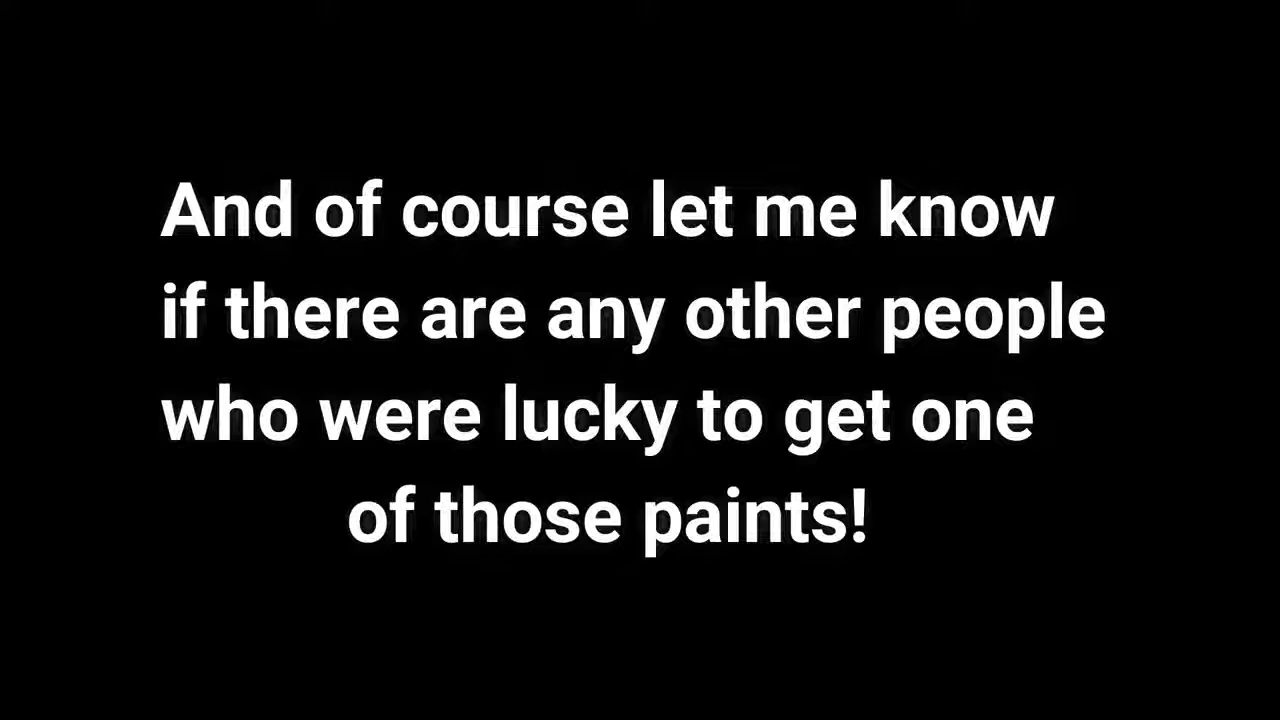 And of course let me know
if there are any other people
who were lucky to get one
of those paints!